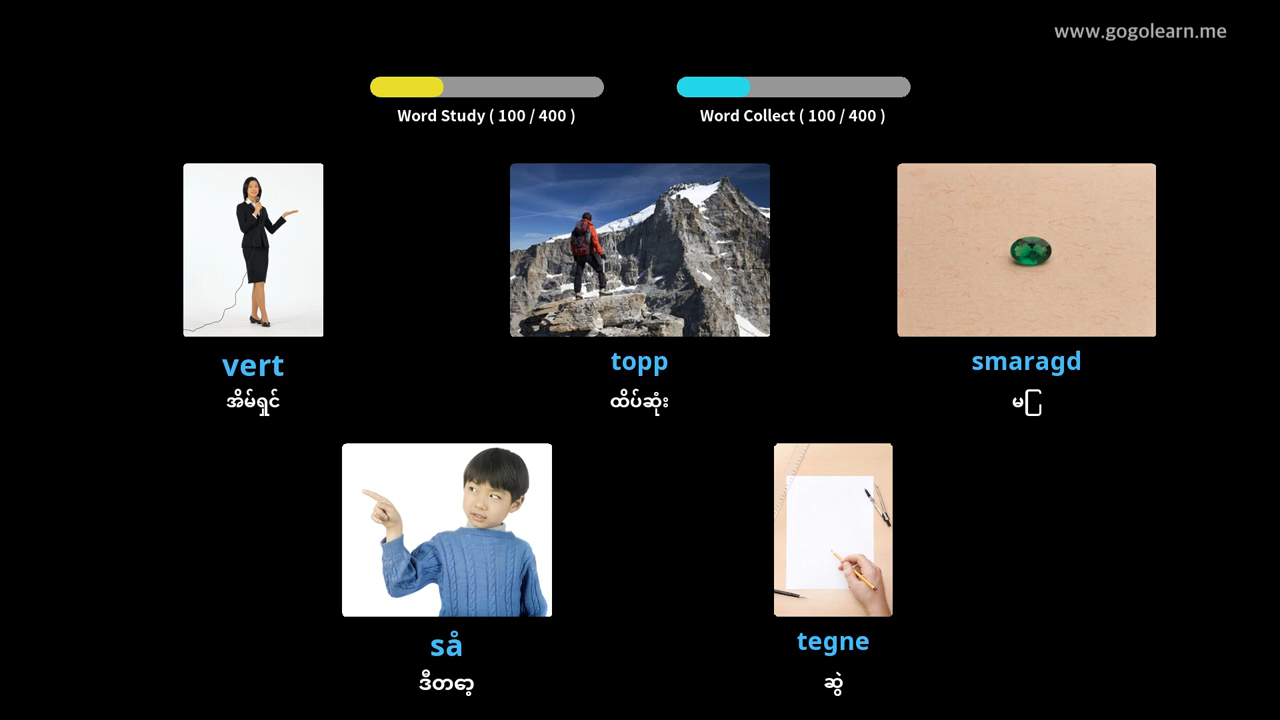 www.gogolearn.me
Word Study ( 100 / 400 )
Word Collect ( 100 / 400 )
vert
topp
smaragd
အိမ်ရှင်
ထိပ်ဆုံး
မြ
så
tegne
ဒီတော့
ဆွဲ